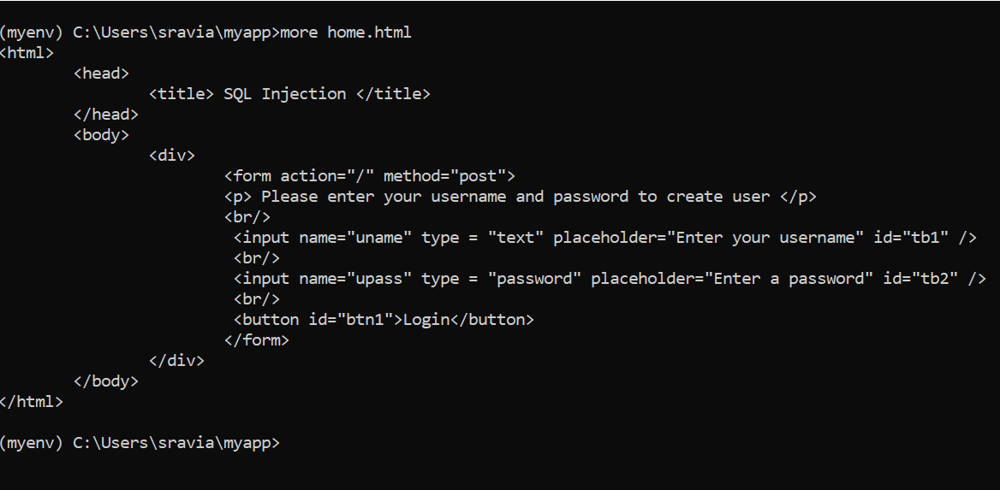 (myenv) C:\Users\sravia\myapp>more home.html
<html>
        <head>
                <title> SQL Injection </title>
        </head>
        <body>
                <div>
                        <form action="/" method="post">
                        <p> Please enter your username and password to create user </p>
                        <br/>
                         <input name="uname" type = "text" placeholder="Enter your username" id="tb1" />
                         <br/>
                         <input name="upass" type = "password" placeholder="Enter a password" id="tb2" />
                         <br/>
                         <button id="btn1">Login</button>
                        </form>
                </div>
        </body>
</html>
(myenv) C:\Users\sravia\myapp>